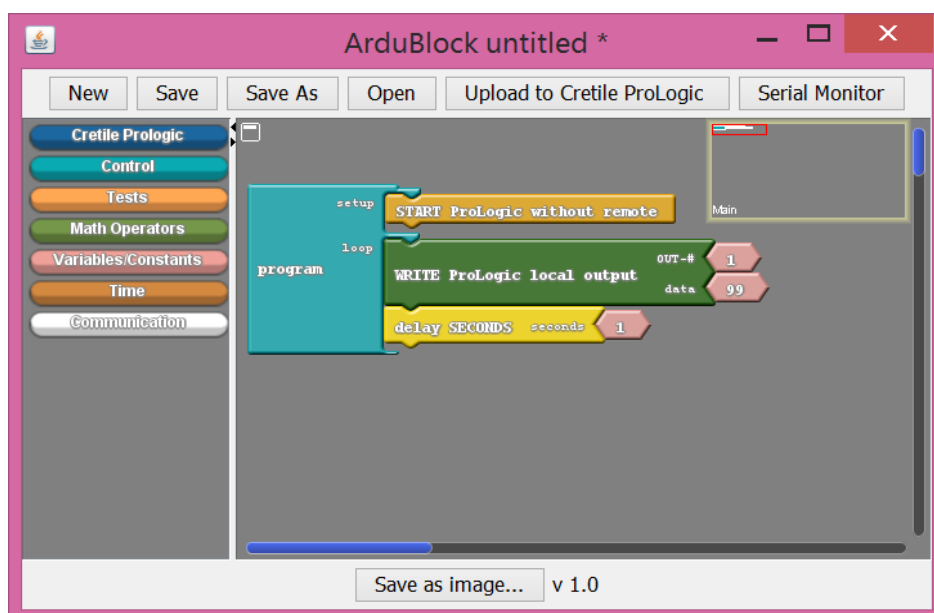 ArduBlock untitled *
New Save Save As Open Upload to Cretile ProLogic Serial Monitor
Cretile Prologic
Control
Tests
Math Operators
Variables/Constants
Time
Communication
program
setup
START ProLogic without remote
loop
WRITE ProLogic local output
OUT-# 1
data 99
delay SECONDS seconds 1
Main
Save as image... v 1.0